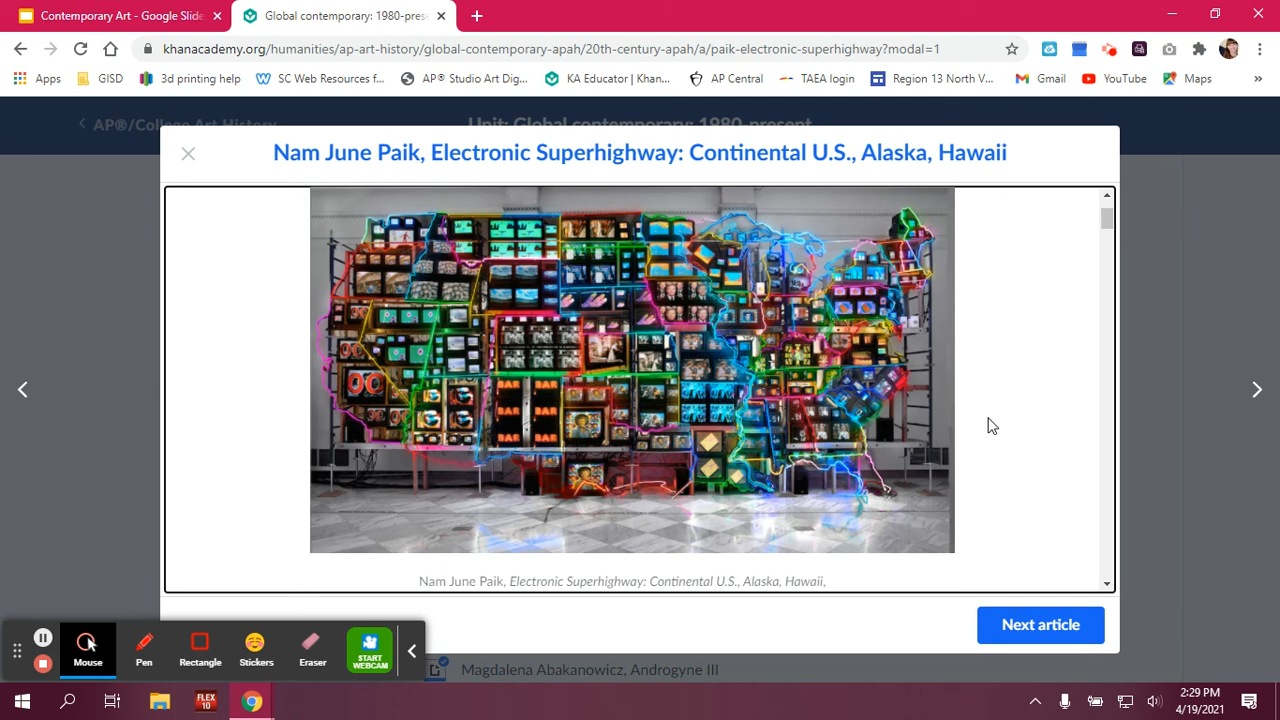 Contemporary Art - Google Slide
Global contemporary: 1980-pres
khanacademy.org/humanities/ap-art-history/global-contemporary-apah/20th-century-apah/a/paik-electronic-superhighway?modal=1
Apps
GISD
3d printing help
SC Web Resources f...
AP® Studio Art Dig...
KA Educator | Khan...
AP Central
TAEA login
Region 13 North V...
Gmail
YouTube
Maps
»
AP®/College Art History
Unit: Global contemporary: 1980-present
Nam June Paik, Electronic Superhighway: Continental U.S., Alaska, Hawaii
BAR BAR
BAR BAR
BAR BAR
Nam June Paik, Electronic Superhighway: Continental U.S., Alaska, Hawaii,
Next article
Magdalena Abakanowicz, Androgyne III
Mouse
Pen
Rectangle
Stickers
Eraser
START
WEBCAM
FLEX
10
2:29 PM
4/19/2021